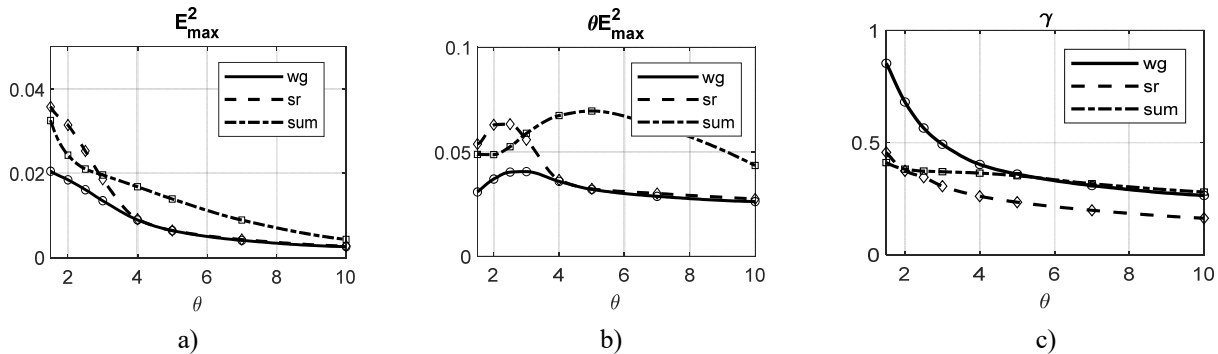 E²max
0.04
0.02
0
2 4 6 8 10
θ
wg
sr
sum
a)
θE²max
0.1
0.05
0
2 4 6 8 10
θ
wg
sr
sum
b)
γ
1
0.5
0
2 4 6 8 10
θ
wg
sr
sum
c)